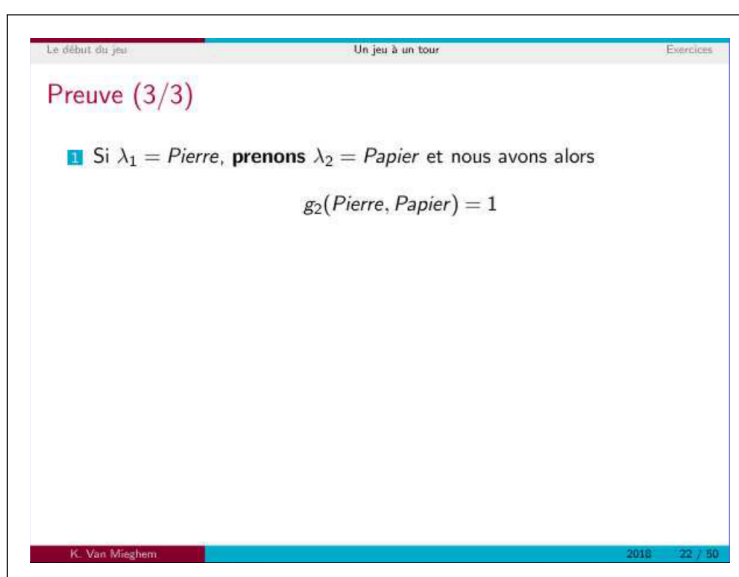 Le début du jeu Un jeu à un tour Exercices
Preuve (3/3)
1 Si λ₁ = Pierre, prenons λ₂ = Papier et nous avons alors
g₂(Pierre, Papier) = 1
K. Van Mieghem 2018 22 / 50